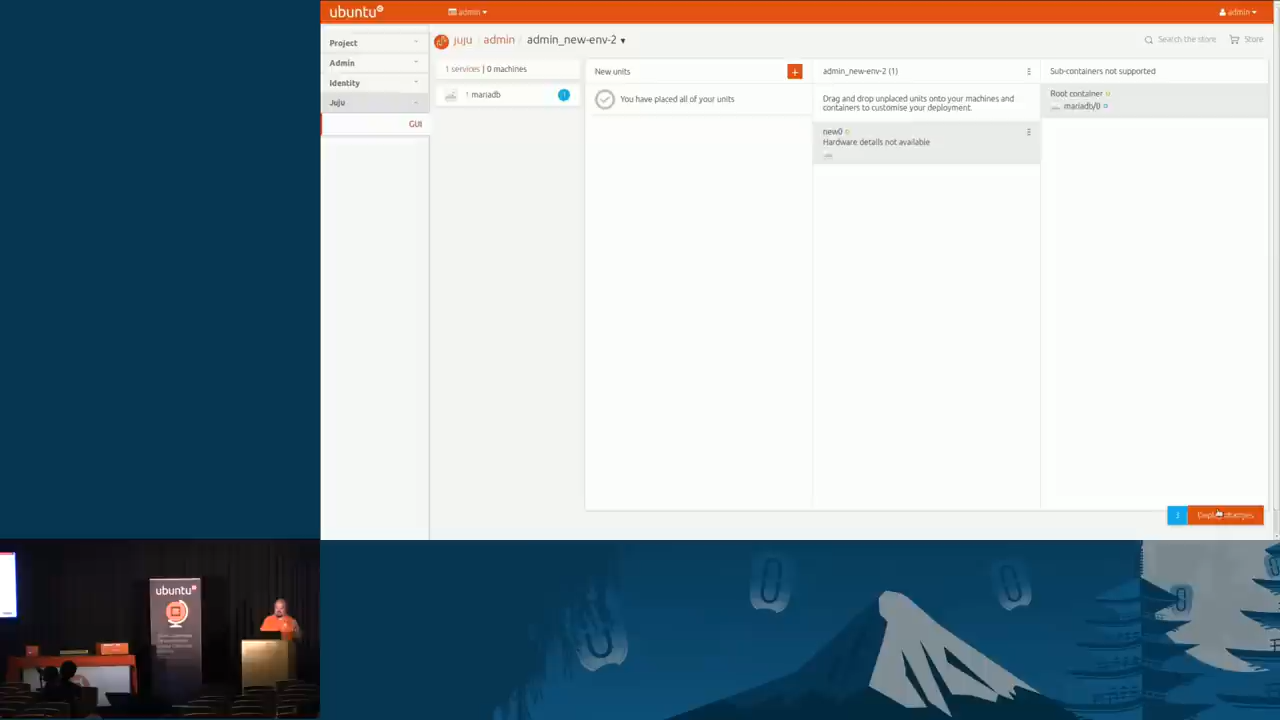 ubuntu
admin
admin
Project
Admin
Identity
Juju
GUI
juju / admin / admin_new-env-2
Search the store
Store
1 services | 0 machines
1 mariadb
1
New units
+
You have placed all of your units
admin_new-env-2 (1)
Drag and drop unplaced units onto your machines and
containers to customise your deployment.
new0
Hardware details not available
Sub-containers not supported
Root container
mariadb/0
3
ubuntu